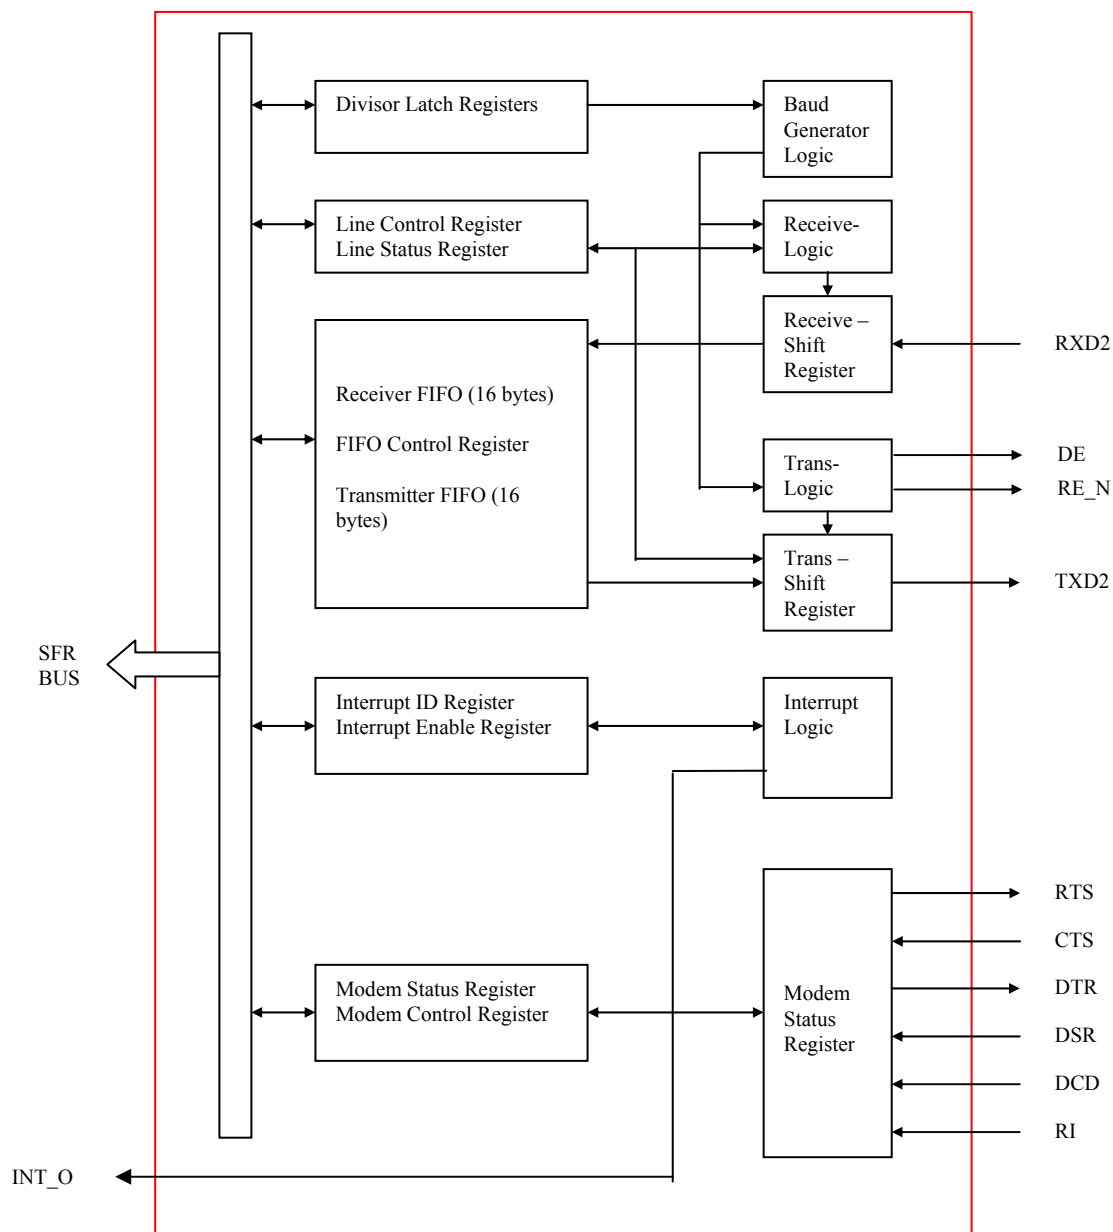 Divisor Latch Registers
Baud
Generator
Logic
Line Control Register
Line Status Register
Receive-
Logic
Receive –
Shift
Register
RXD2
Receiver FIFO (16 bytes)
FIFO Control Register
Transmitter FIFO (16
bytes)
Trans-
Logic
DE
RE_N
Trans –
Shift
Register
TXD2
SFR
BUS
Interrupt ID Register
Interrupt Enable Register
Interrupt
Logic
Modem Status Register
Modem Control Register
Modem
Status
Register
RTS
CTS
DTR
DSR
DCD
RI
INT_O